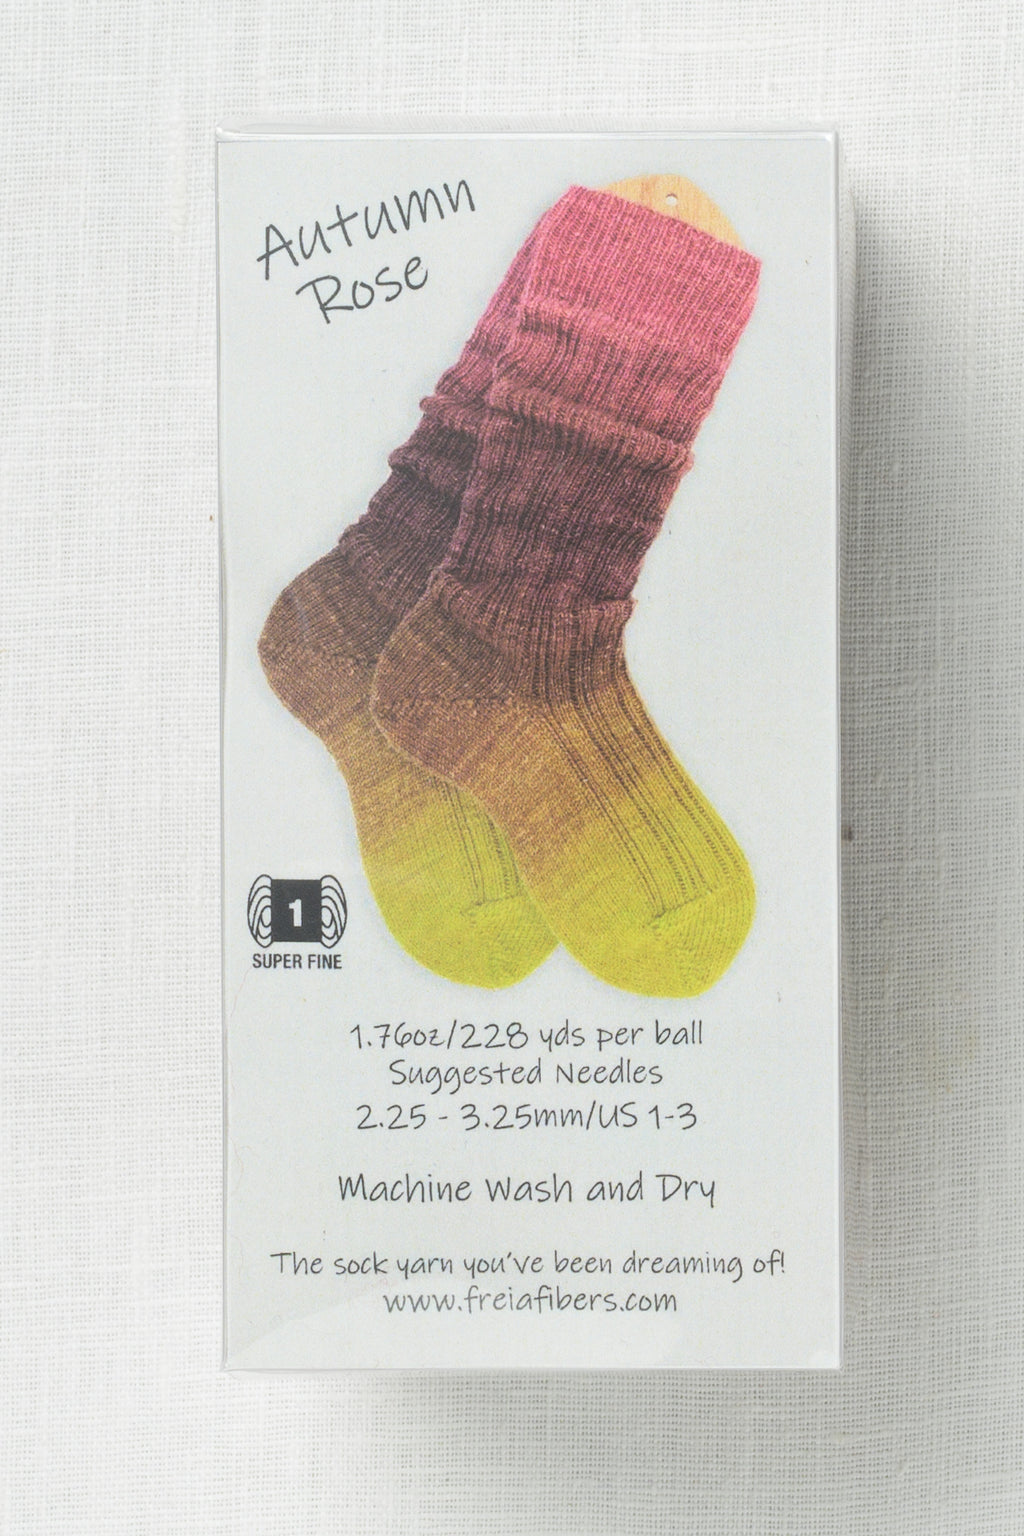 Autumn
Rose
1
SUPER FINE
1.76oz/228 yds per ball
Suggested Needles
2.25 - 3.25mm/US 1-3
Machine Wash and Dry
The sock yarn you've been dreaming of!
www.freiafibers.com